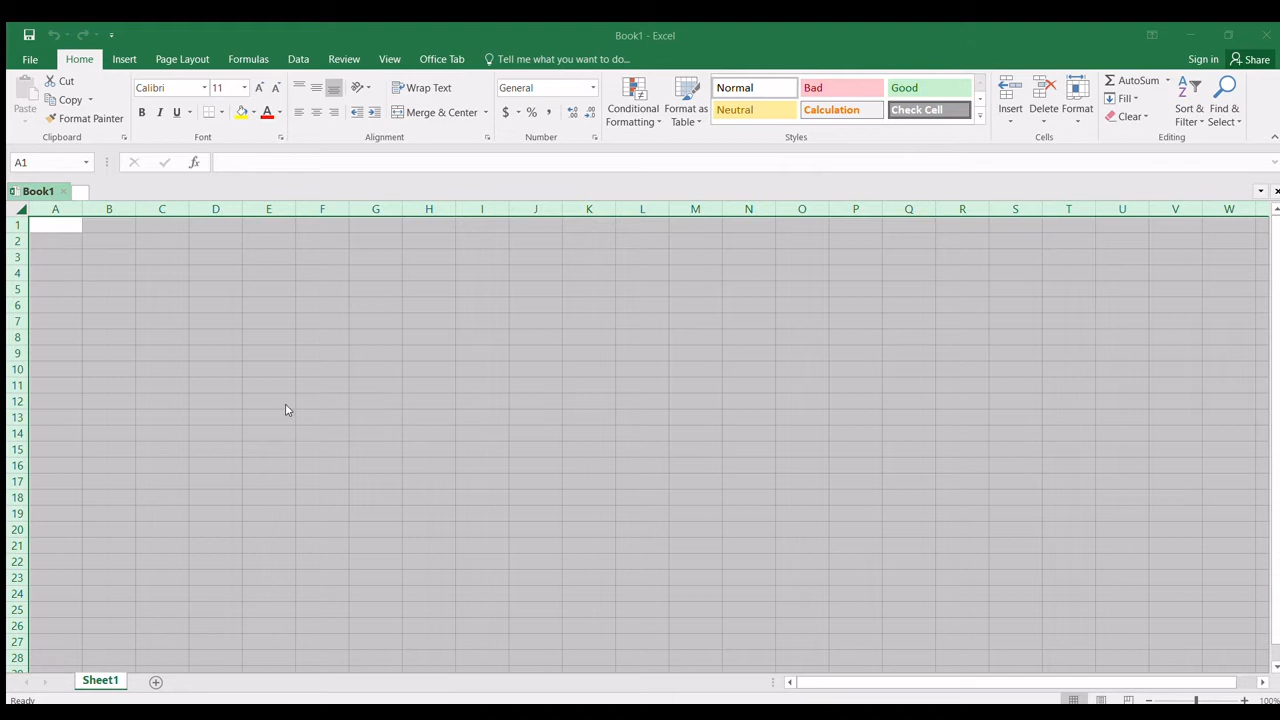 Book1 - Excel
File Home Insert Page Layout Formulas Data Review View Office Tab Tell me what you want to do... Sign in Share
Paste Cut Copy Format Painter Clipboard
Calibri 11 B I U A Font
Wrap Text Merge & Center Alignment
General $ % , Number
Conditional Formatting Format as Table
Normal Bad Good
Neutral Calculation Check Cell
Styles
Insert Delete Format Cells
AutoSum Fill Clear Sort & Filter Find & Select Editing
A1 fx
Book1
A B C D E F G H I J K L M N O P Q R S T U V W
1
2
3
4
5
6
7
8
9
10
11
12
13
14
15
16
17
18
19
20
21
22
23
24
25
26
27
28
Sheet1
Ready 100%